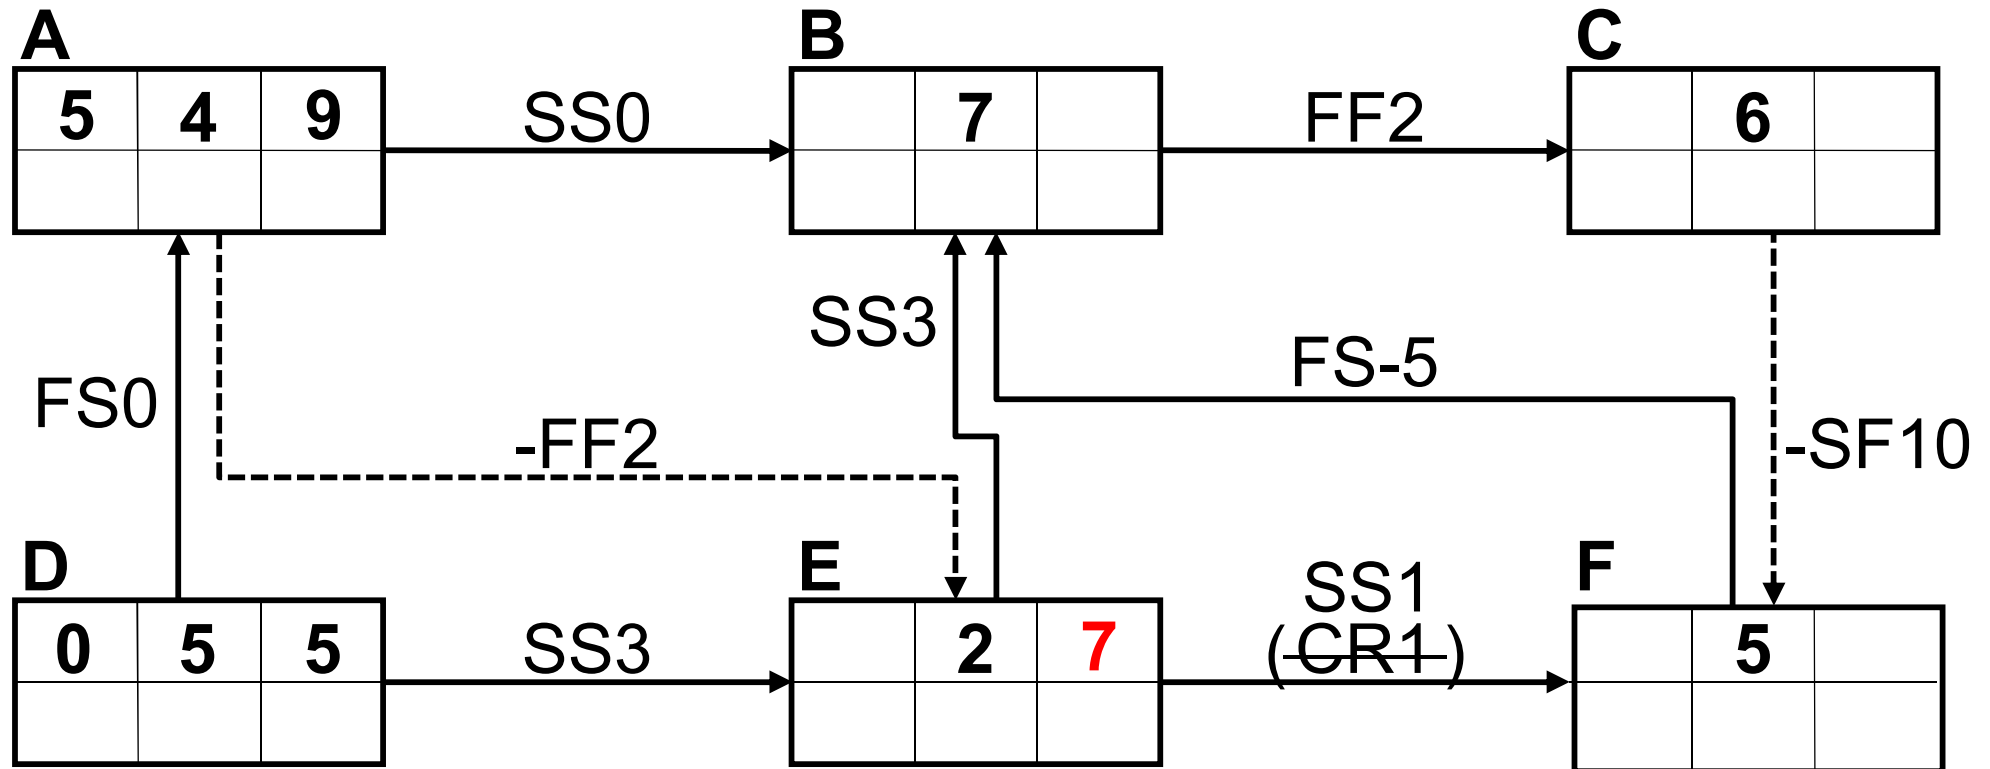 A B C
5 4 9 SS0 7 FF2 6
SS3
FS-5
FS0
-FF2 -SF10
D E F
SS1
0 5 5 SS3 2 7 (CR1) 5